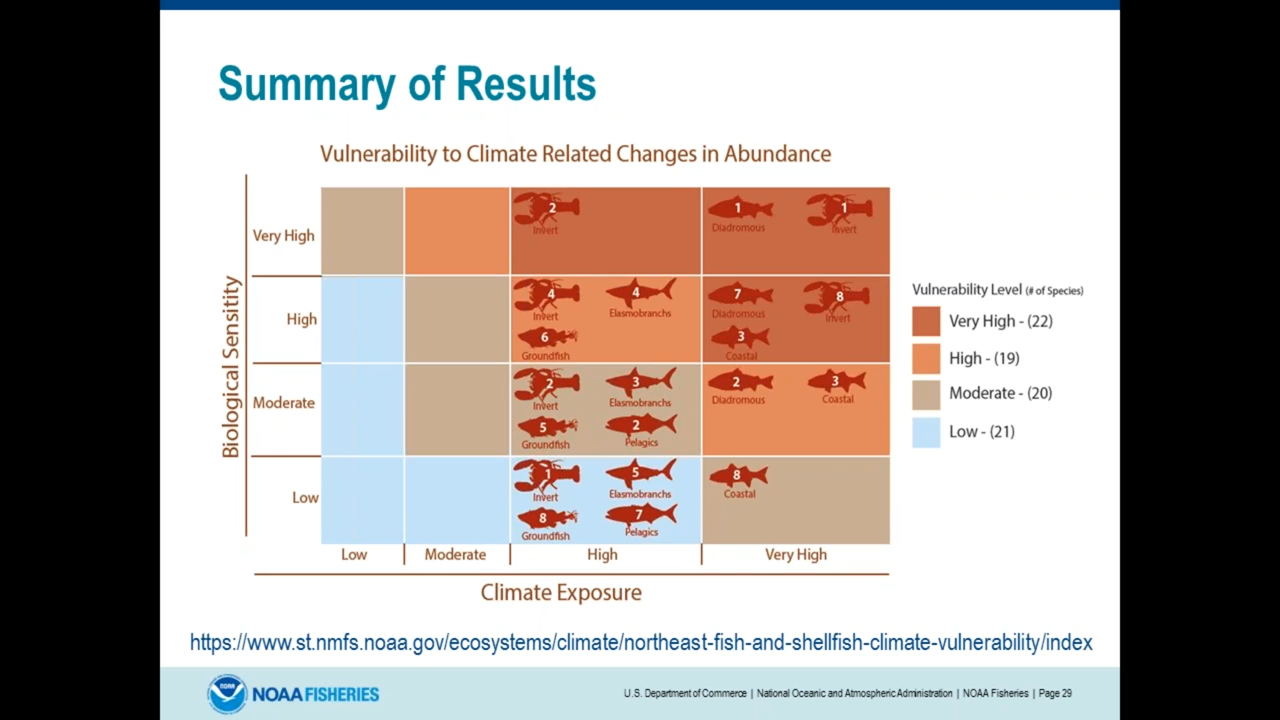 Summary of Results
Vulnerability to Climate Related Changes in Abundance
Biological Sensitity
Very High
2
Invert
1
Diadromous
1
Invert
High
4
Invert
4
Elasmobranchs
6
Groundfish
7
Diadromous
8
Invert
3
Coastal
Moderate
2
Invert
3
Elasmobranchs
5
Groundfish
2
Pelagics
2
Diadromous
3
Coastal
Low
1
Invert
5
Elasmobranchs
8
Groundfish
7
Pelagics
8
Coastal
Low
Moderate
High
Very High
Climate Exposure
Vulnerability Level (# of Species)
Very High - (22)
High - (19)
Moderate - (20)
Low - (21)
https://www.st.nmfs.noaa.gov/ecosystems/climate/northeast-fish-and-shellfish-climate-vulnerability/index
NOAA
NOAA FISHERIES
U.S. Department of Commerce | National Oceanic and Atmospheric Administration | NOAA Fisheries | Page 29